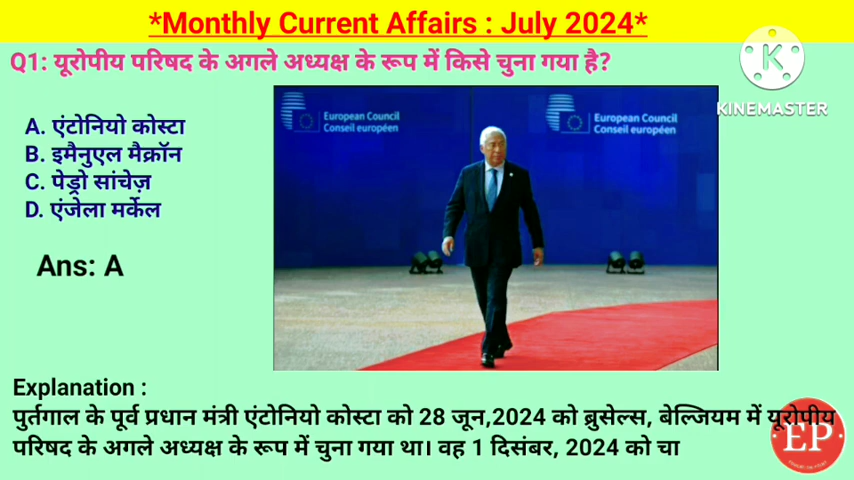 *Monthly Current Affairs : July 2024*
Q1: यूरोपीय परिषद के अगले अध्यक्ष के रूप में किसे चुना गया है?
K
KINEMASTER
European Council
Conseil européen
European Council
Conseil européen
A. एंटोनियो कोस्टा
B. इमैनुएल मैक्रॉन
C. पेड्रो सांचेज़
D. एंजेला मर्केल
Ans: A
Explanation :
पुर्तगाल के पूर्व प्रधान मंत्री एंटोनियो कोस्टा को 28 जून,2024 को ब्रुसेल्स, बेल्जियम में यूरोपीय
परिषद के अगले अध्यक्ष के रूप में चुना गया था। वह 1 दिसंबर, 2024 को चा
EP